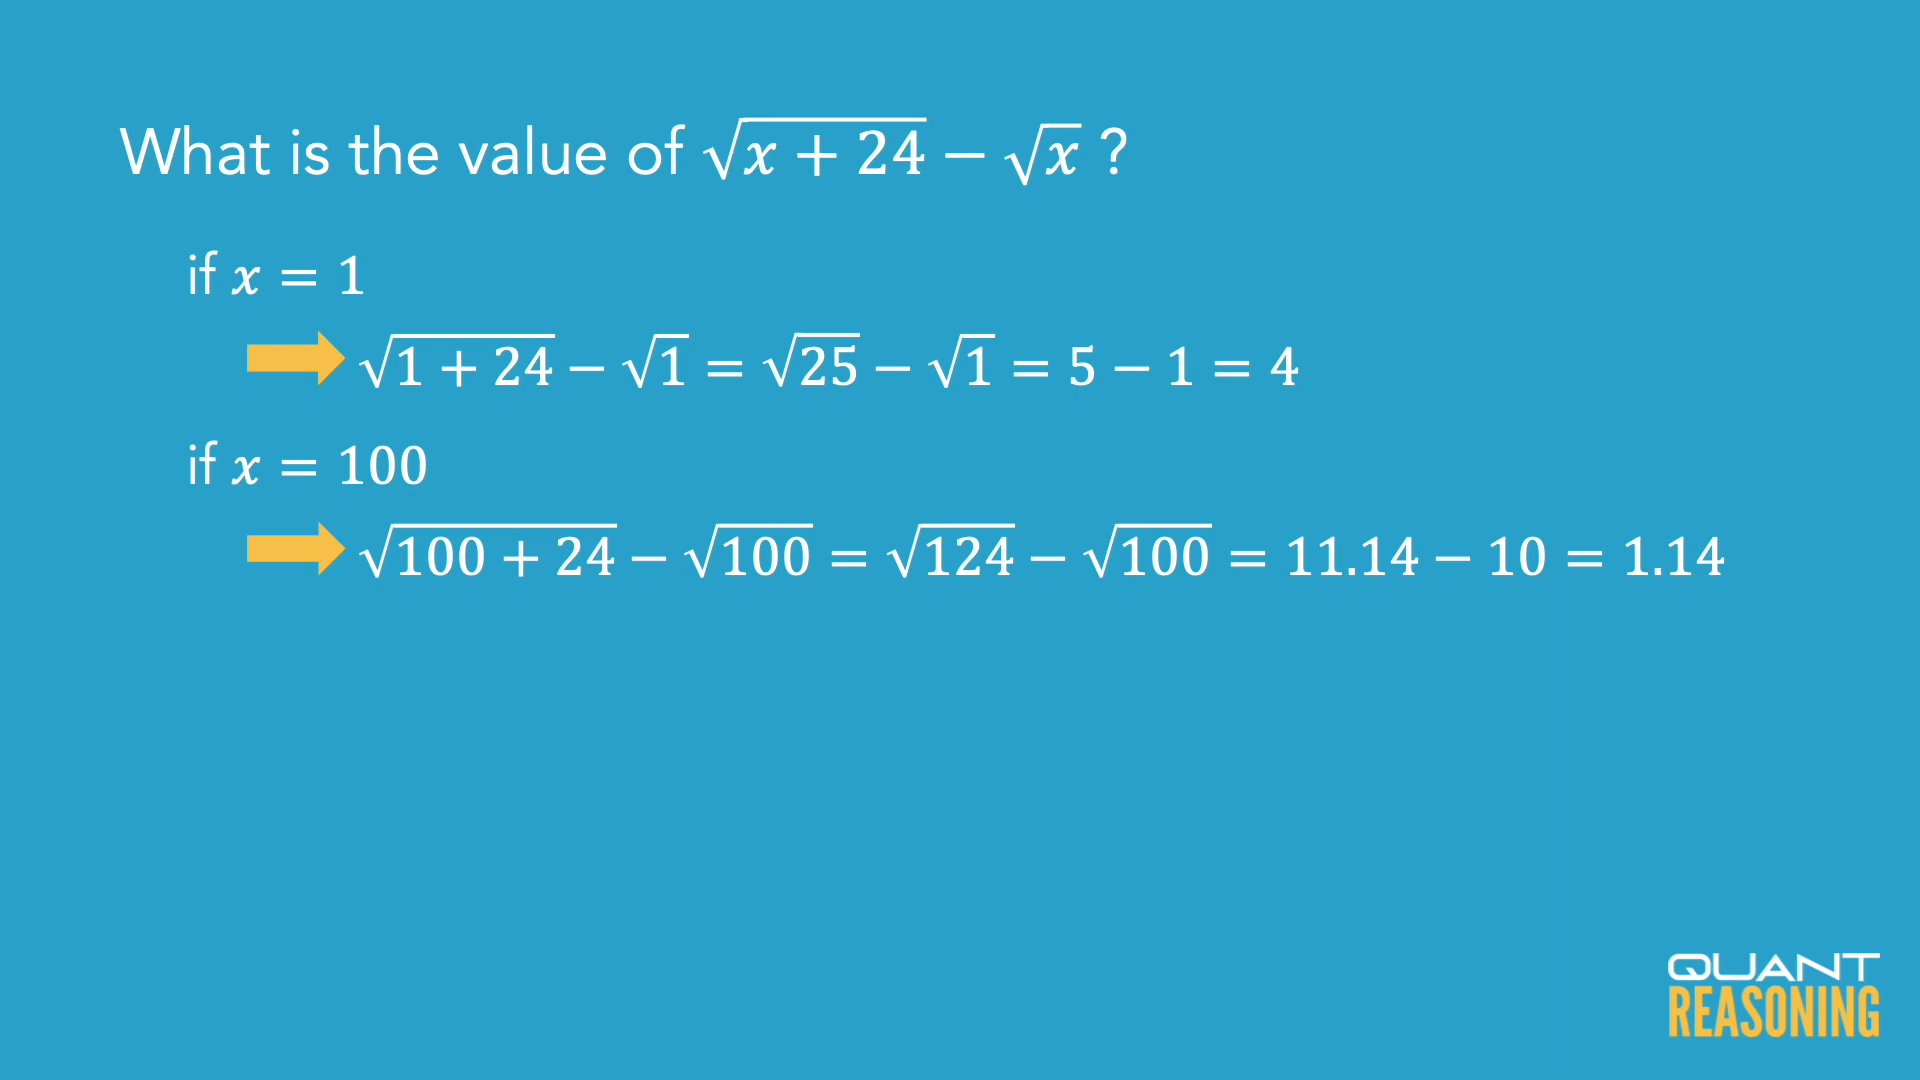 What is the value of √(x + 24) − √x ?
if x = 1
√(1 + 24) − √1 = √25 − √1 = 5 − 1 = 4
if x = 100
√(100 + 24) − √100 = √124 − √100 = 11.14 − 10 = 1.14
QUANT
REASONING